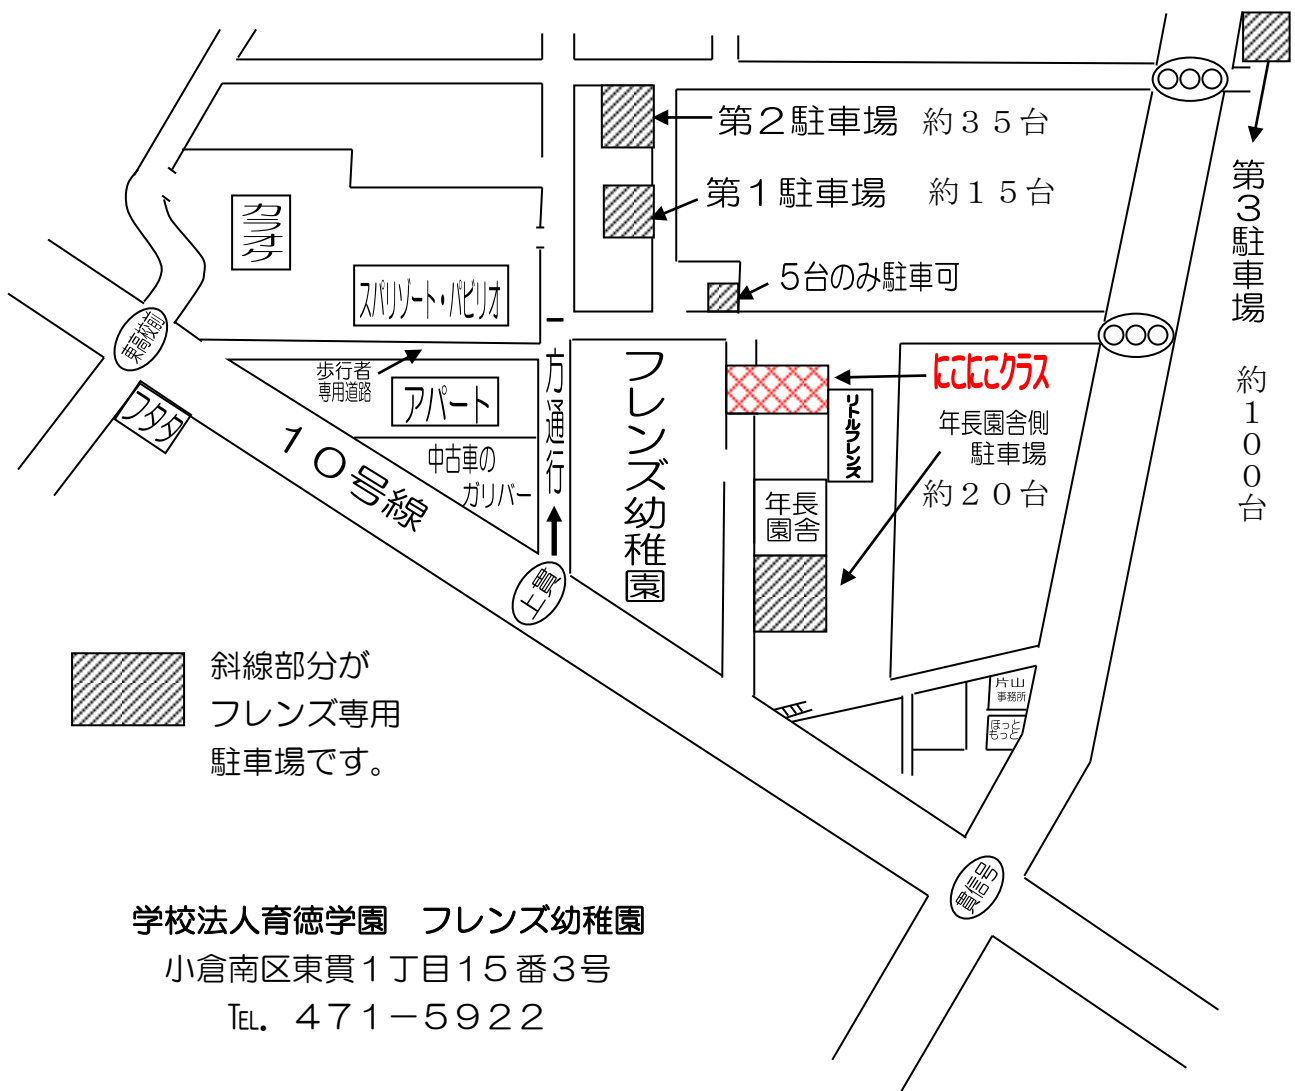 第２駐車場　約３５台
第１駐車場　約１５台
５台のみ駐車可
第３駐車場　約１００台
カラオケ
スパリゾート・パビリオ
東高校前
歩行者
専用道路
アパート
フタタ
１０号線
中古車の
ガリバー
一方通行
フレンズ幼稚園
にこにこクラス
リトルフレンズ
年長園舎側
駐車場
約２０台
年長
園舎
上貫
片山
事務所
ほっと
もっと
貫信号
斜線部分が
フレンズ専用
駐車場です。
学校法人育徳学園　フレンズ幼稚園
小倉南区東貫１丁目１５番３号
℡．４７１－５９２２